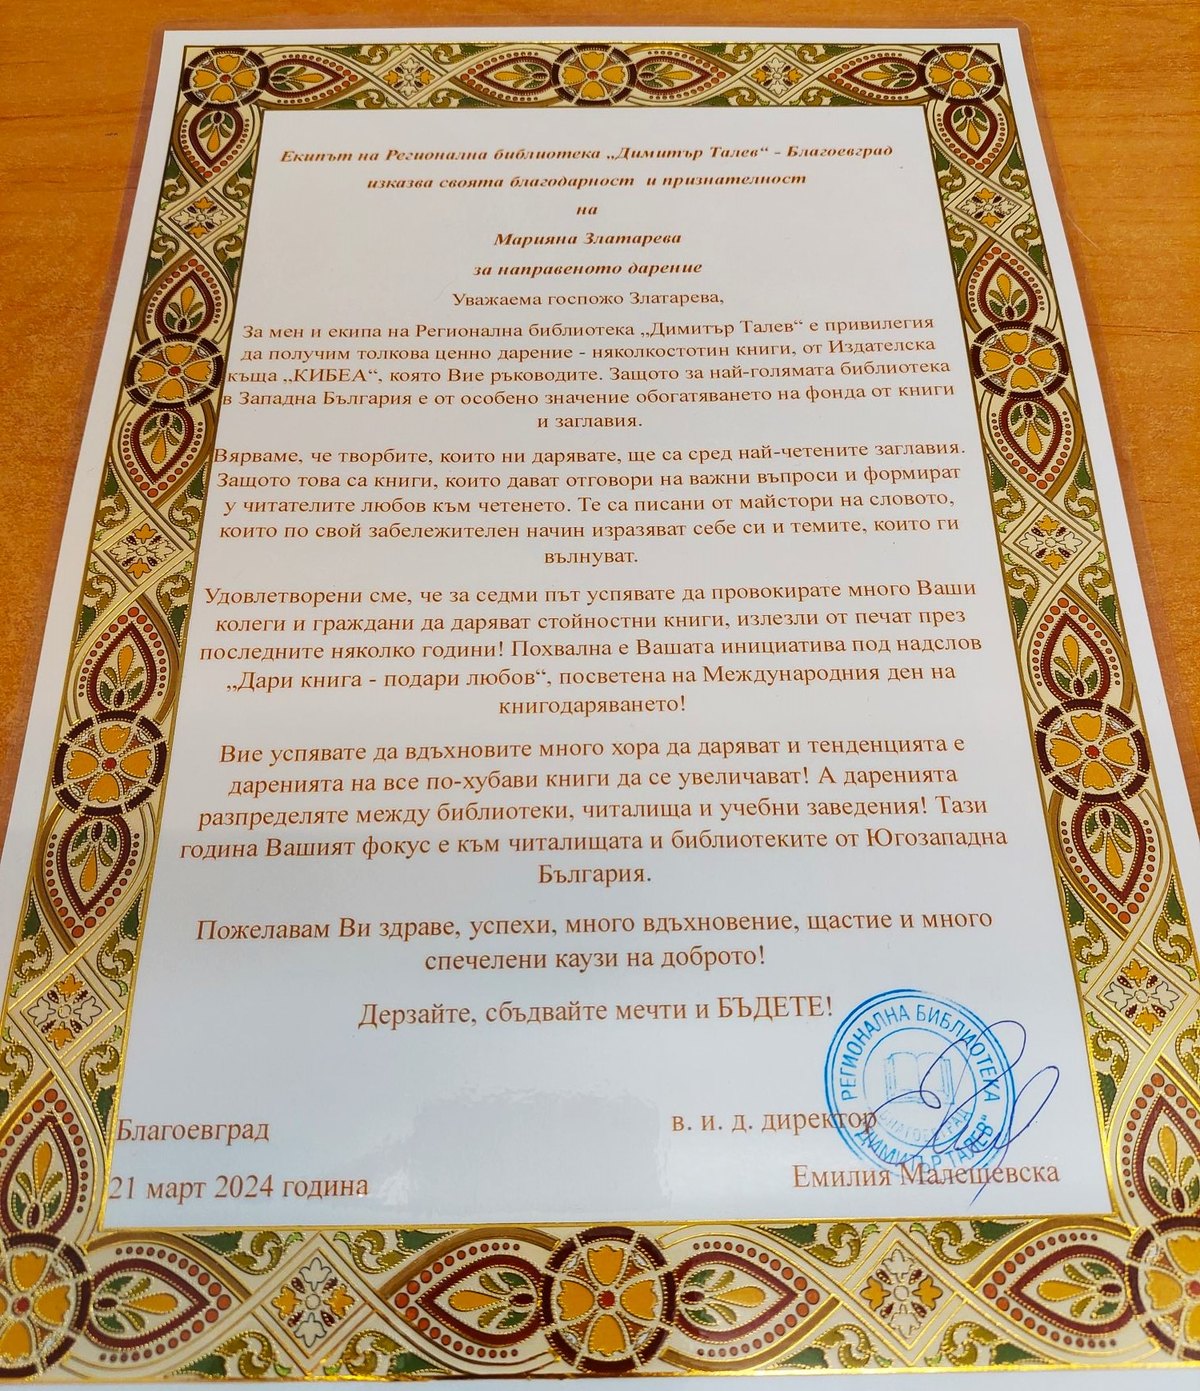 Екипът на Регионална библиотека „Димитър Талев“ - Благоевград
изказва своята благодарност и признателност
на
Марияна Златарева
за направеното дарение
Уважаема госпожо Златарева,
За мен и екипа на Регионална библиотека „Димитър Талев“ е привилегия
да получим толкова ценно дарение - няколкостотин книги, от Издателска
къща „КИБЕА“, която Вие ръководите. Защото за най-голямата библиотека
в Западна България е от особено значение обогатяването на фонда от книги
и заглавия.
Вярваме, че творбите, които ни дарявате, ще са сред най-четените заглавия.
Защото това са книги, които дават отговори на важни въпроси и формират
у читателите любов към четенето. Те са писани от майстори на словото,
които по свой забележителен начин изразяват себе си и темите, които ги
вълнуват.
Удовлетворени сме, че за седми път успявате да провокирате много Ваши
колеги и граждани да даряват стойностни книги, излезли от печат през
последните няколко години! Похвална е Вашата инициатива под надслов
„Дари книга - подари любов“, посветена на Международния ден на
книгодаряването!
Вие успявате да вдъхновите много хора да даряват и тенденцията е
даренията на все по-хубави книги да се увеличават! А даренията
разпределяте между библиотеки, читалища и учебни заведения! Тази
година Вашият фокус е към читалищата и библиотеките от Югозападна
България.
Пожелавам Ви здраве, успехи, много вдъхновение, щастие и много
спечелени каузи на доброто!
Дерзайте, сбъдвайте мечти и БЪДЕТЕ!
РЕГИОНАЛНА БИБЛИОТЕКА
„ДИМИТЪР ТАЛЕВ“
БЛАГОЕВГРАД
Благоевград
в. и. д. директор
21 март 2024 година
Емилия Малешевска